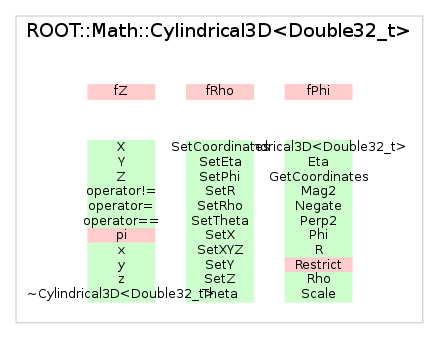 ROOT::Math::Cylindrical3D<Double32_t>
fZ fRho fPhi
X SetCoordinates drical3D<Double32_t>
Y SetEta Eta
Z SetPhi GetCoordinates
operator!= SetR Mag2
operator= SetRho Negate
operator== SetTheta Perp2
pi SetX Phi
x SetXYZ R
y SetY Restrict
z SetZ Rho
~Cylindrical3D<Double32_t> Theta Scale